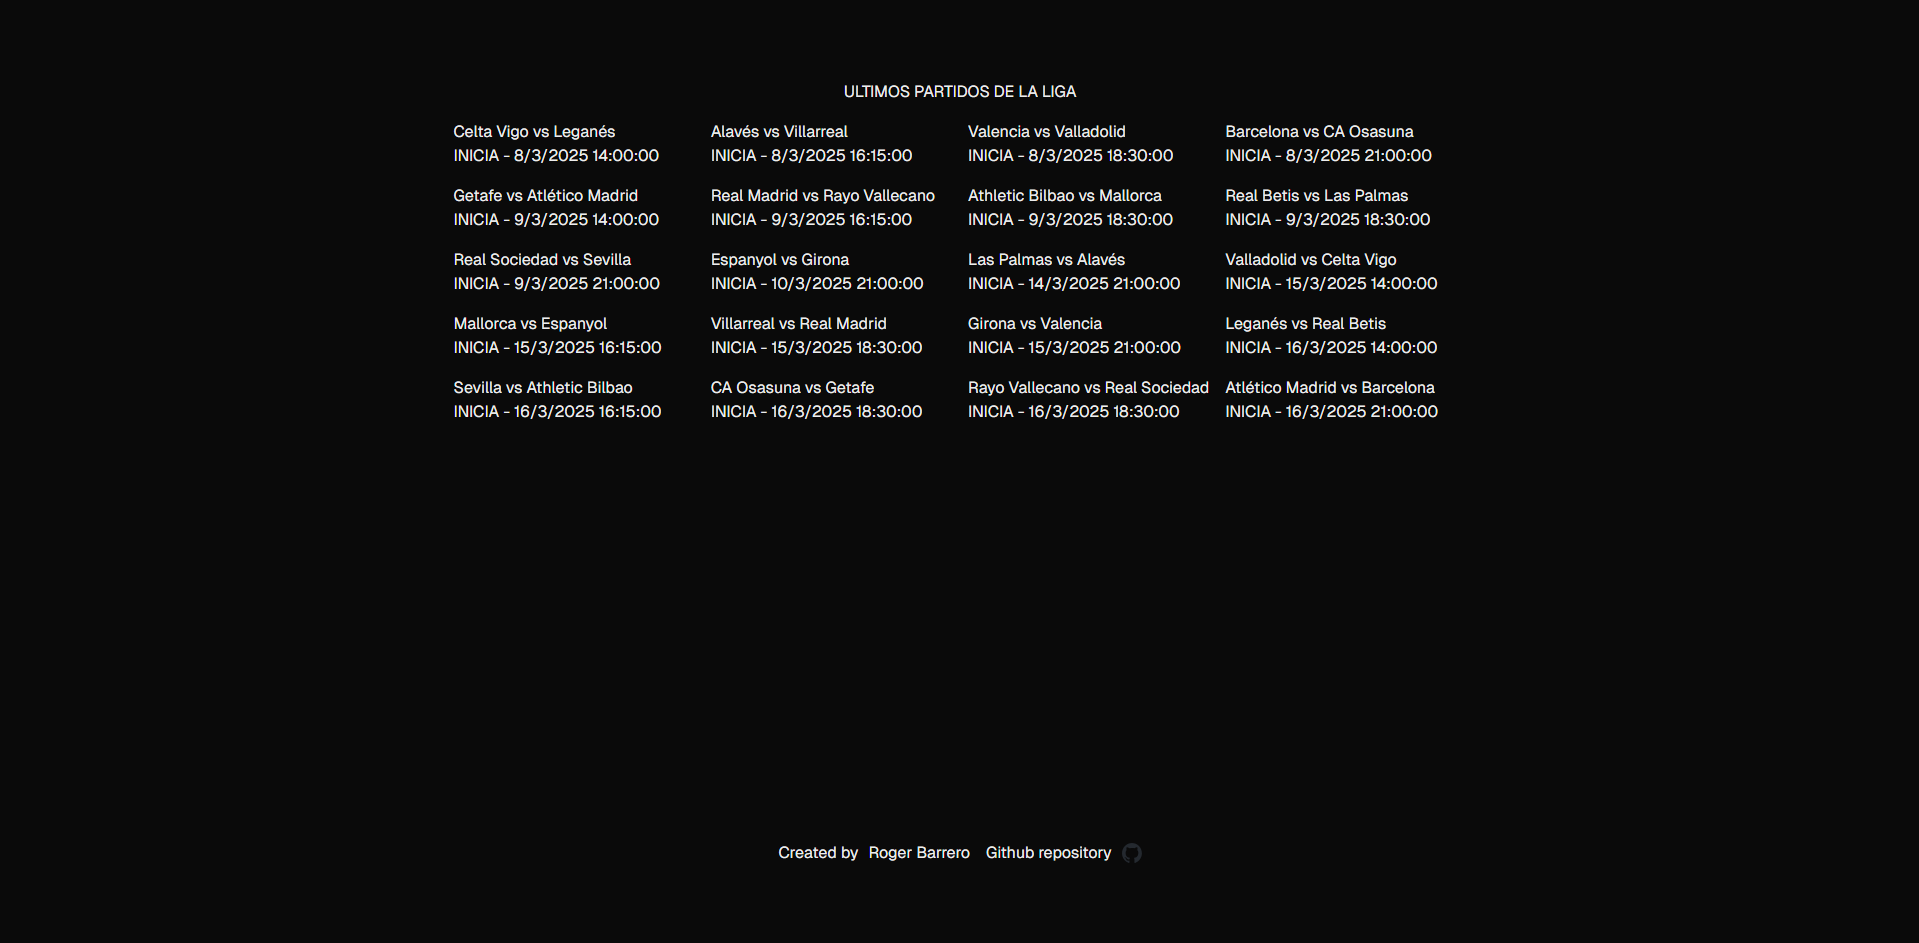 ULTIMOS PARTIDOS DE LA LIGA
Celta Vigo vs Leganés
INICIA - 8/3/2025 14:00:00
Alavés vs Villarreal
INICIA - 8/3/2025 16:15:00
Valencia vs Valladolid
INICIA - 8/3/2025 18:30:00
Barcelona vs CA Osasuna
INICIA - 8/3/2025 21:00:00
Getafe vs Atlético Madrid
INICIA - 9/3/2025 14:00:00
Real Madrid vs Rayo Vallecano
INICIA - 9/3/2025 16:15:00
Athletic Bilbao vs Mallorca
INICIA - 9/3/2025 18:30:00
Real Betis vs Las Palmas
INICIA - 9/3/2025 18:30:00
Real Sociedad vs Sevilla
INICIA - 9/3/2025 21:00:00
Espanyol vs Girona
INICIA - 10/3/2025 21:00:00
Las Palmas vs Alavés
INICIA - 14/3/2025 21:00:00
Valladolid vs Celta Vigo
INICIA - 15/3/2025 14:00:00
Mallorca vs Espanyol
INICIA - 15/3/2025 16:15:00
Villarreal vs Real Madrid
INICIA - 15/3/2025 18:30:00
Girona vs Valencia
INICIA - 15/3/2025 21:00:00
Leganés vs Real Betis
INICIA - 16/3/2025 14:00:00
Sevilla vs Athletic Bilbao
INICIA - 16/3/2025 16:15:00
CA Osasuna vs Getafe
INICIA - 16/3/2025 18:30:00
Rayo Vallecano vs Real Sociedad
INICIA - 16/3/2025 18:30:00
Atlético Madrid vs Barcelona
INICIA - 16/3/2025 21:00:00
Created by Roger Barrero Github repository